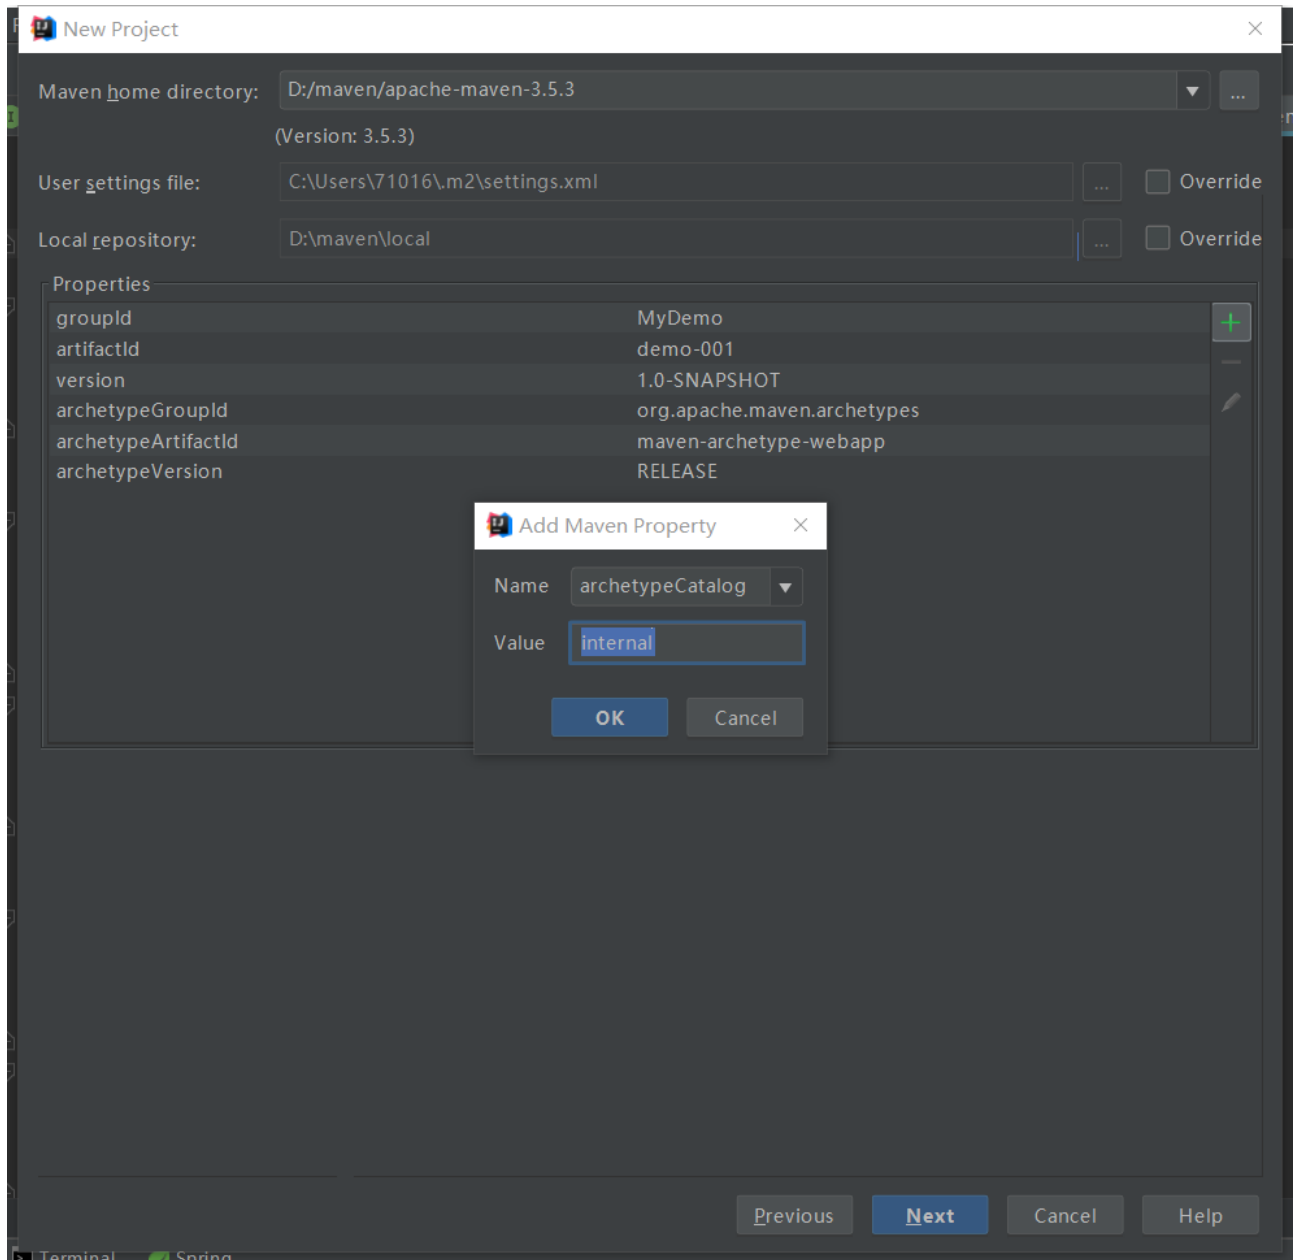 New Project
Maven home directory: D:/maven/apache-maven-3.5.3 ...
(Version: 3.5.3)
User settings file: C:\Users\71016\.m2\settings.xml ... Override
Local repository: D:\maven\local ... Override
Properties
groupId MyDemo
artifactId demo-001
version 1.0-SNAPSHOT
archetypeGroupId org.apache.maven.archetypes
archetypeArtifactId maven-archetype-webapp
archetypeVersion RELEASE
Add Maven Property
Name archetypeCatalog
Value internal
OK Cancel
Previous Next Cancel Help
Terminal Spring